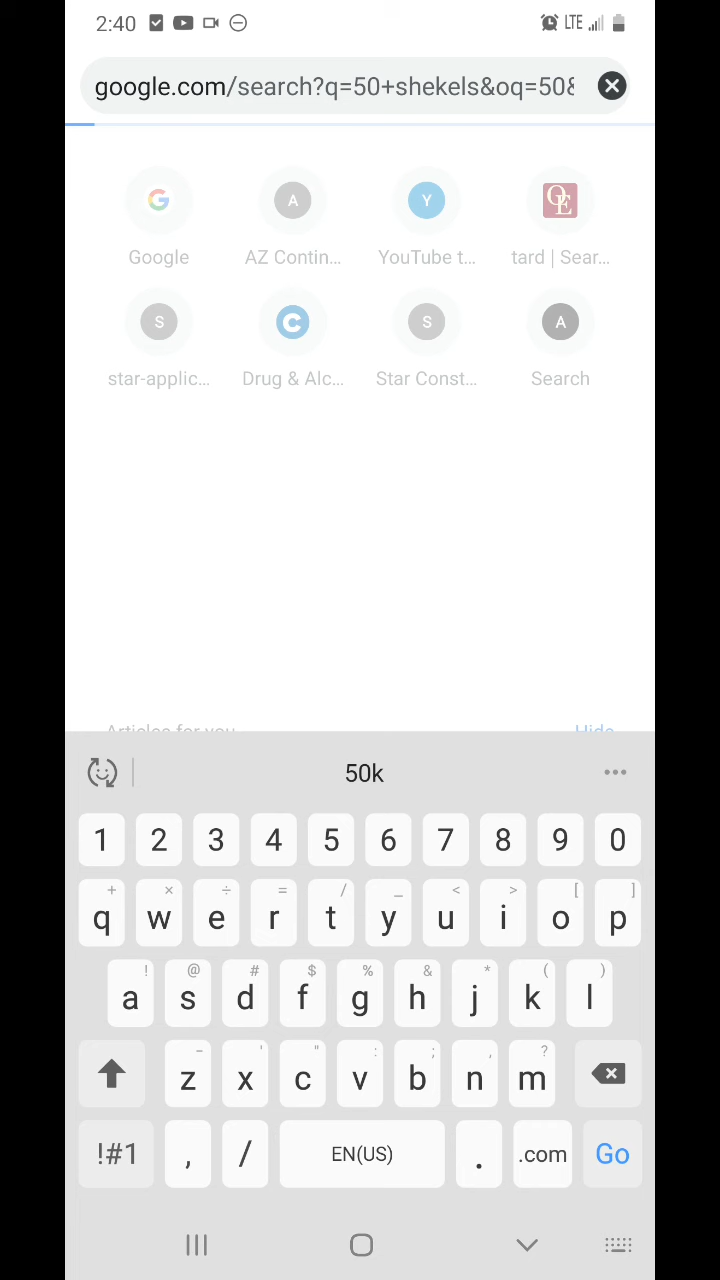 2:40 LTE
google.com/search?q=50+shekels&oq=50&
G A Y OE
Google AZ Contin... YouTube t... tard | Sear...
S C S A
star-applic... Drug & Alc... Star Const... Search
Articles for you Hide
50k
1 2 3 4 5 6 7 8 9 0
+ × ÷ = / _ < > [ ]
q w e r t y u i o p
! @ # $ % & * ( )
a s d f g h j k l
- ' " : ; , ?
z x c v b n m
!#1 , / EN(US) . .com Go